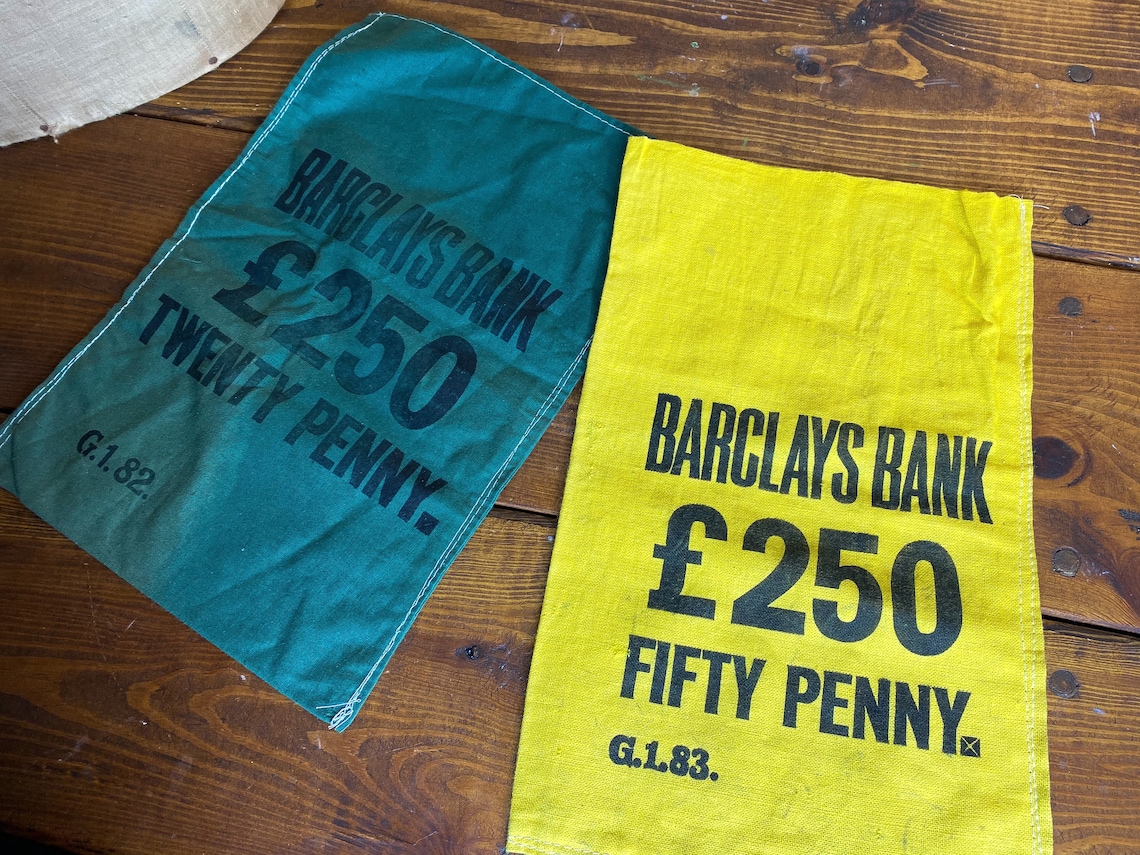 BARCLAYS BANK
£250
TWENTY PENNY.
G.1.82.
BARCLAYS BANK
£250
FIFTY PENNY.
G.1.83.